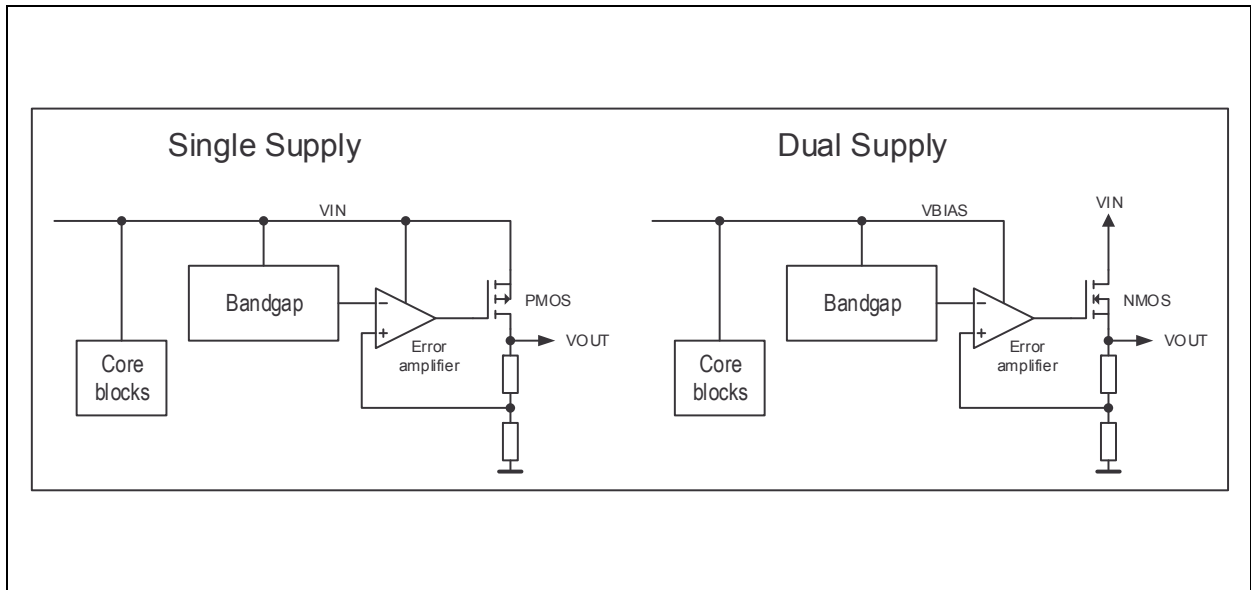 Single Supply
VIN
Bandgap
−
+
PMOS
VOUT
Error
amplifier
Core
blocks
Dual Supply
VBIAS
VIN
Bandgap
−
+
NMOS
VOUT
Error
amplifier
Core
blocks